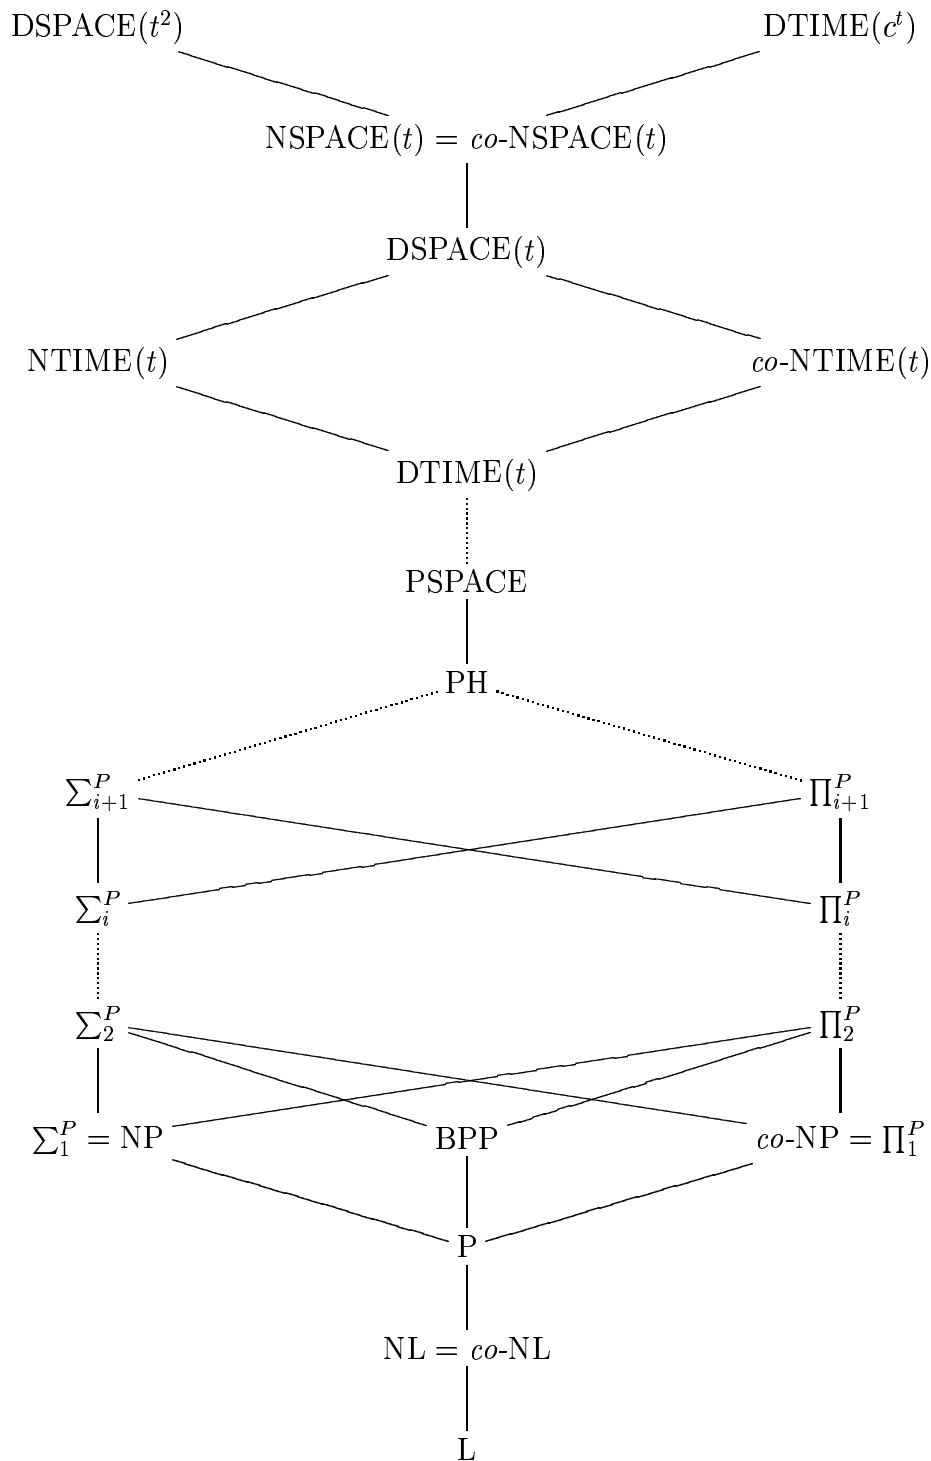 DSPACE(t²) DTIME(cᵗ)
NSPACE(t) = co-NSPACE(t)
DSPACE(t)
NTIME(t) co-NTIME(t)
DTIME(t)
PSPACE
PH
∑ᴾᵢ₊₁ ∏ᴾᵢ₊₁
∑ᴾᵢ ∏ᴾᵢ
∑ᴾ₂ ∏ᴾ₂
∑ᴾ₁ = NP BPP co-NP = ∏ᴾ₁
P
NL = co-NL
L